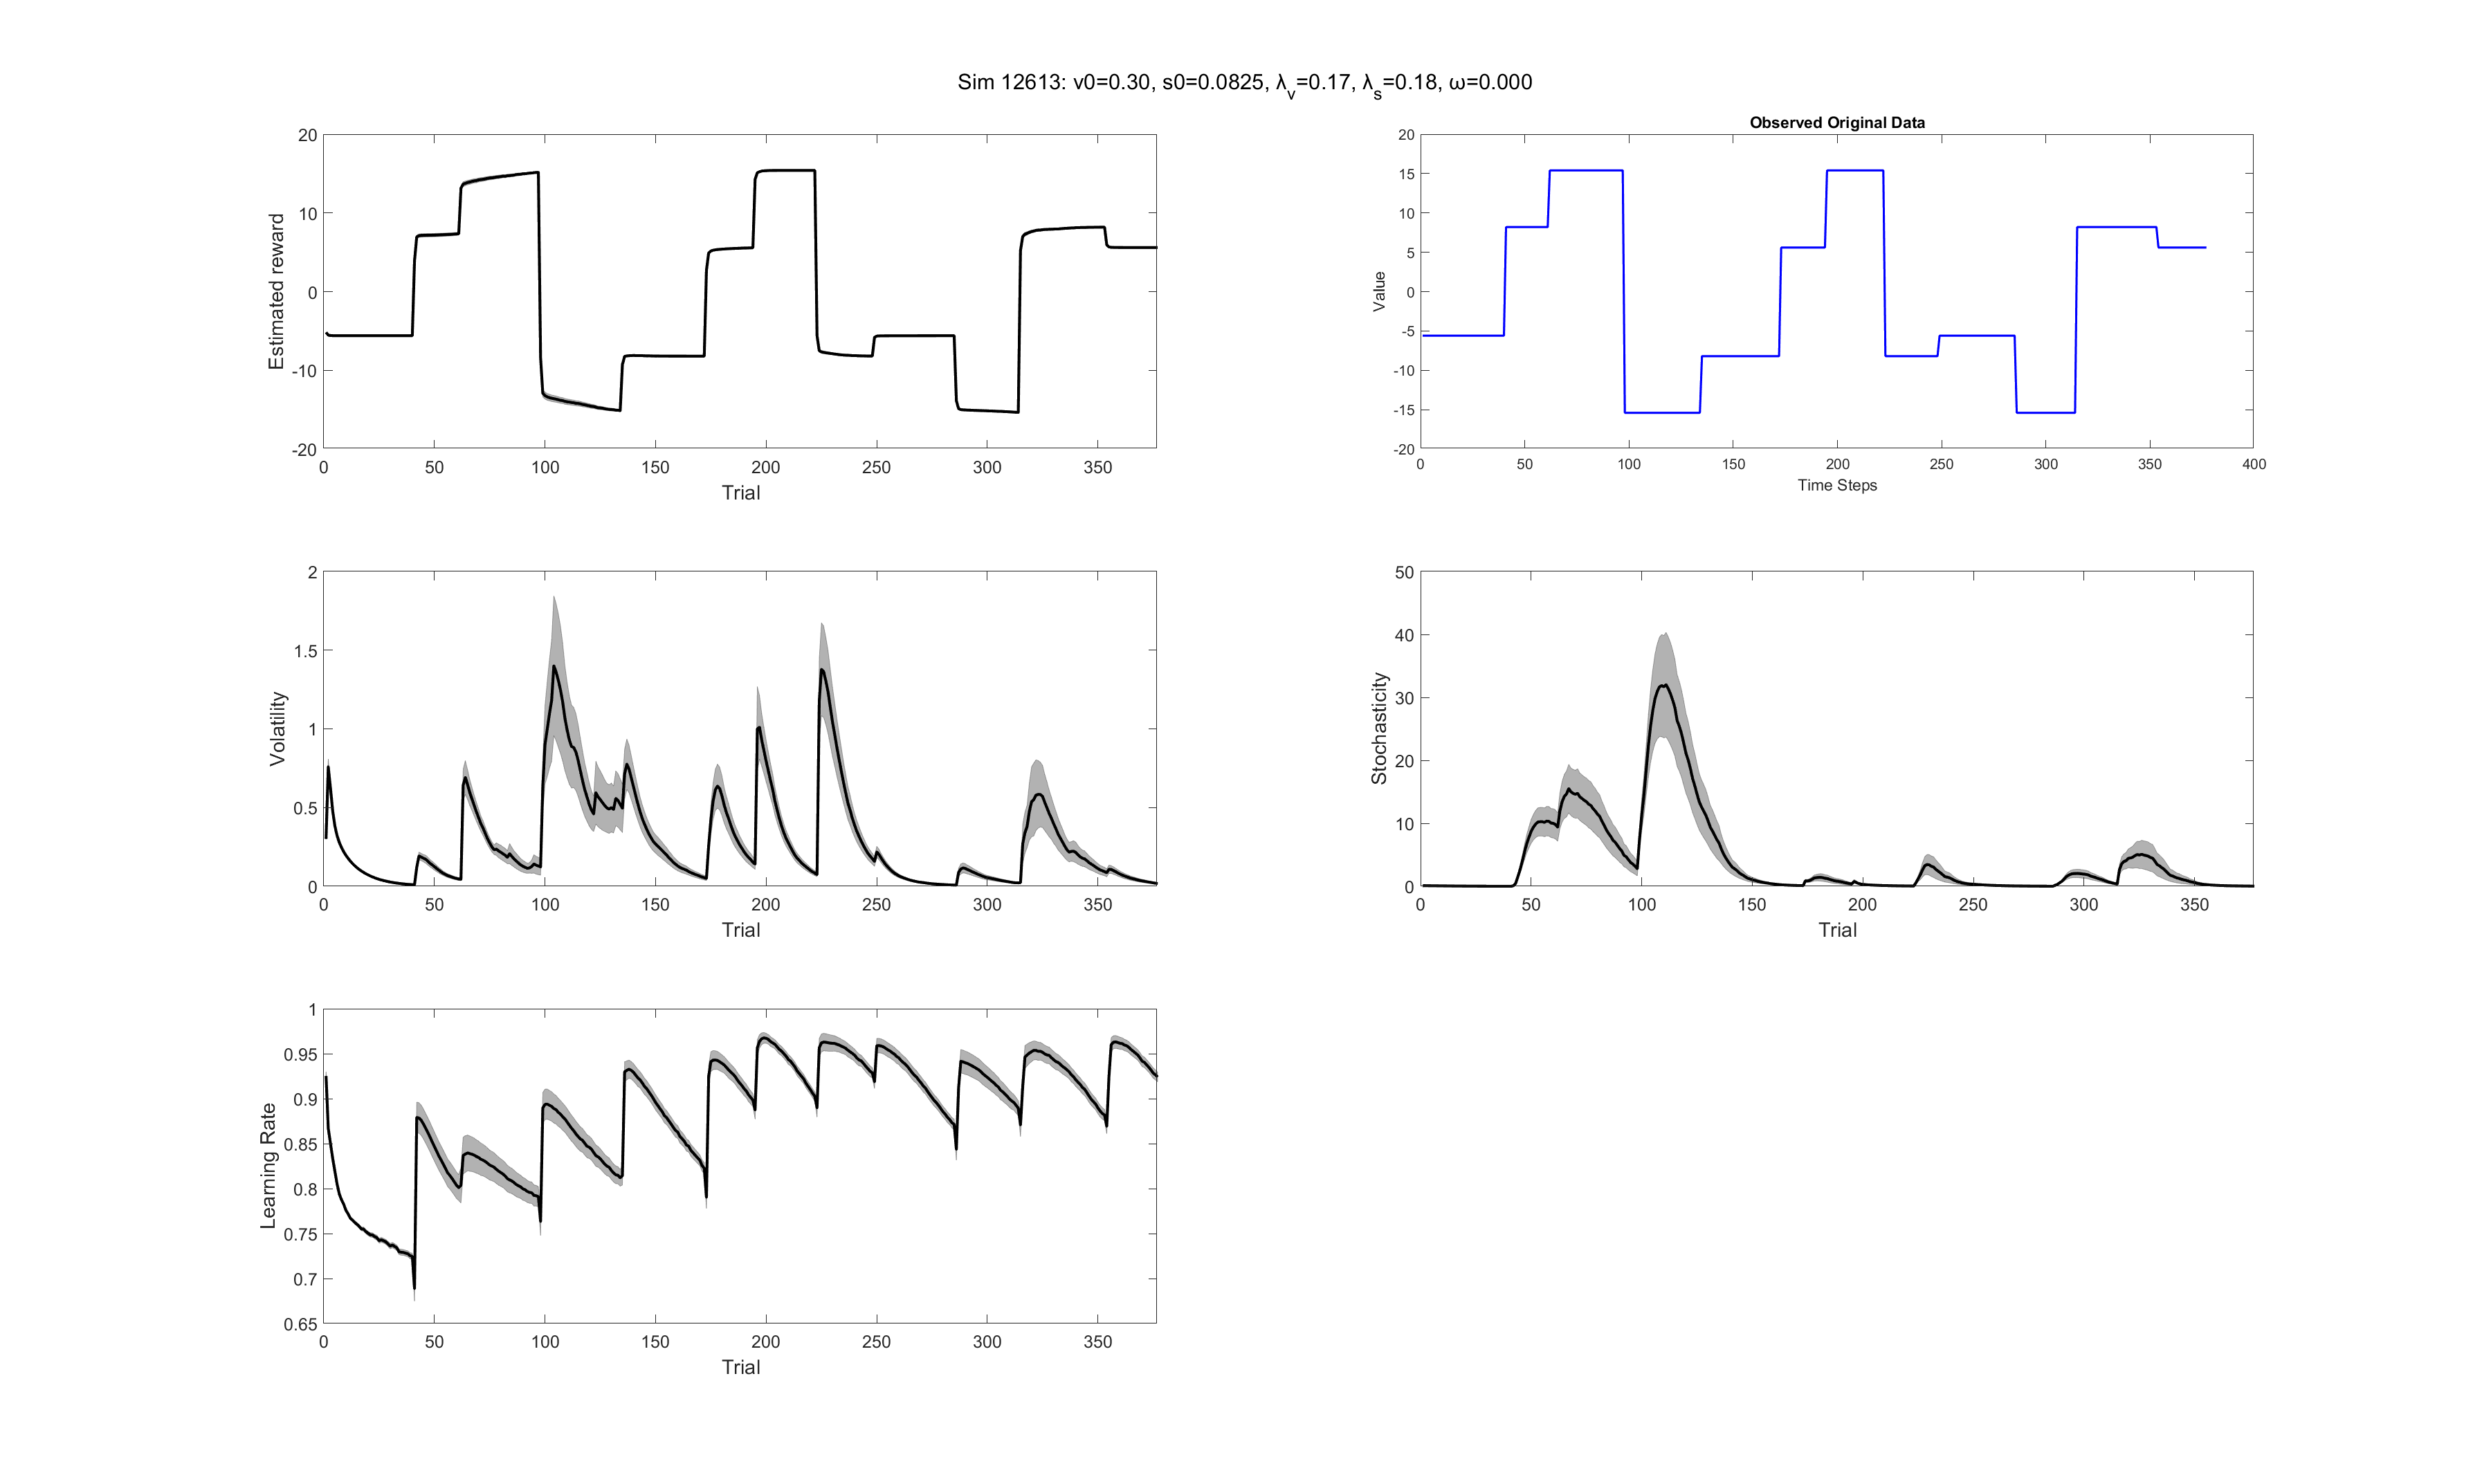 Sim 12613: v0=0.30, s0=0.0825, λv=0.17, λs=0.18, ω=0.000
Estimated reward
20
10
0
-10
-20
0 50 100 150 200 250 300 350
Trial
Observed Original Data
Value
20
15
10
5
0
-5
-10
-15
-20
0 50 100 150 200 250 300 350 400
Time Steps
Volatility
2
1.5
1
0.5
0
0 50 100 150 200 250 300 350
Trial
Stochasticity
50
40
30
20
10
0
0 50 100 150 200 250 300 350
Trial
Learning Rate
1
0.95
0.9
0.85
0.8
0.75
0.7
0.65
0 50 100 150 200 250 300 350
Trial